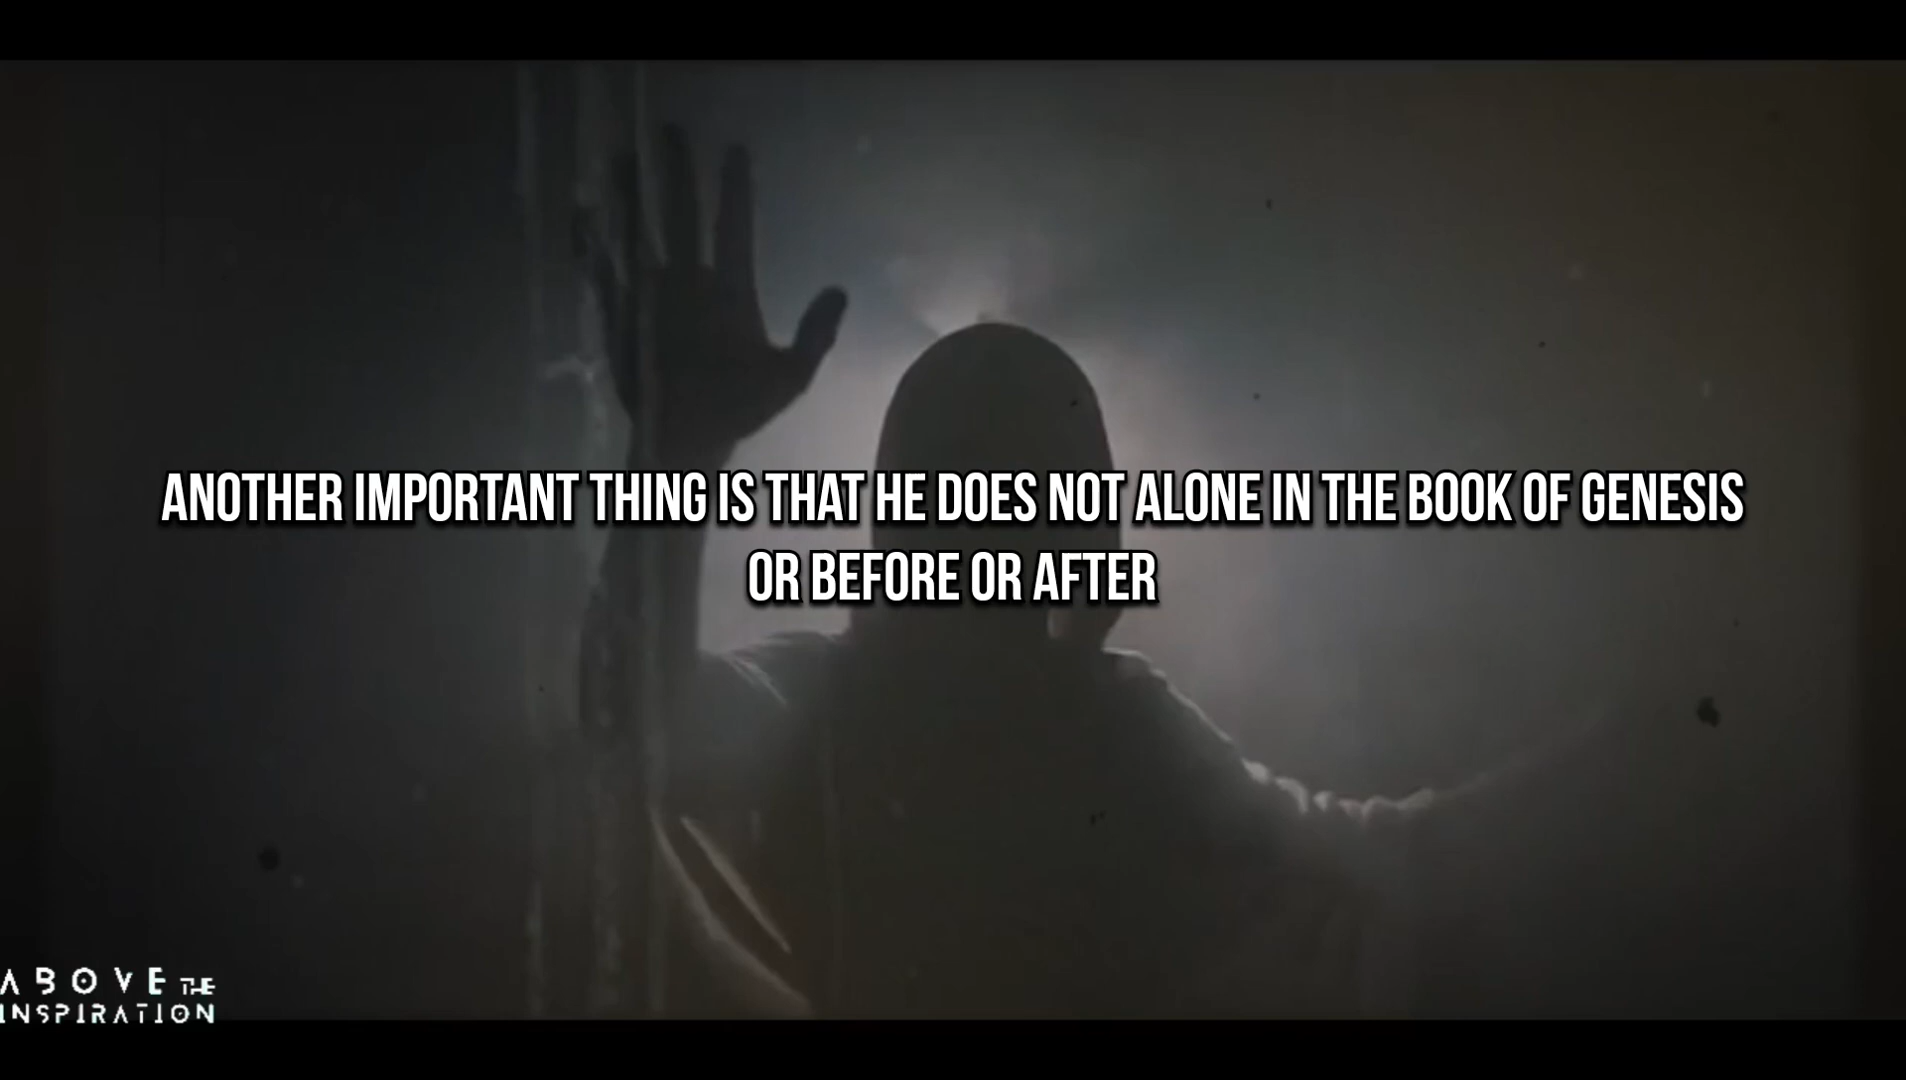 ANOTHER IMPORTANT THING IS THAT HE DOES NOT ALONE IN THE BOOK OF GENESIS
OR BEFORE OR AFTER
ABOVE THE
INSPIRATION